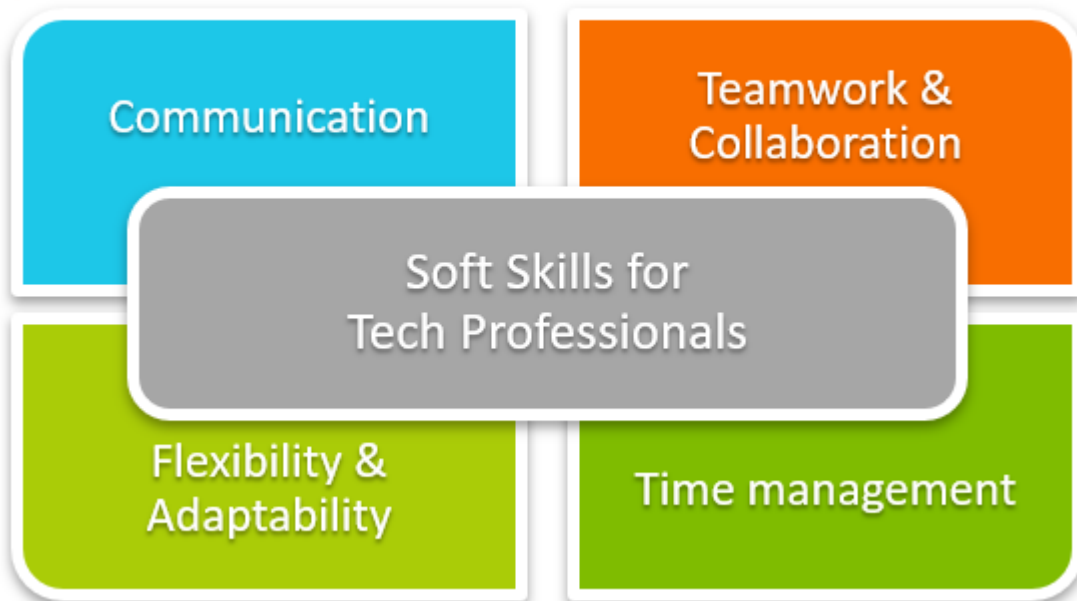 Communication
Teamwork &
Collaboration
Soft Skills for
Tech Professionals
Flexibility &
Adaptability
Time management